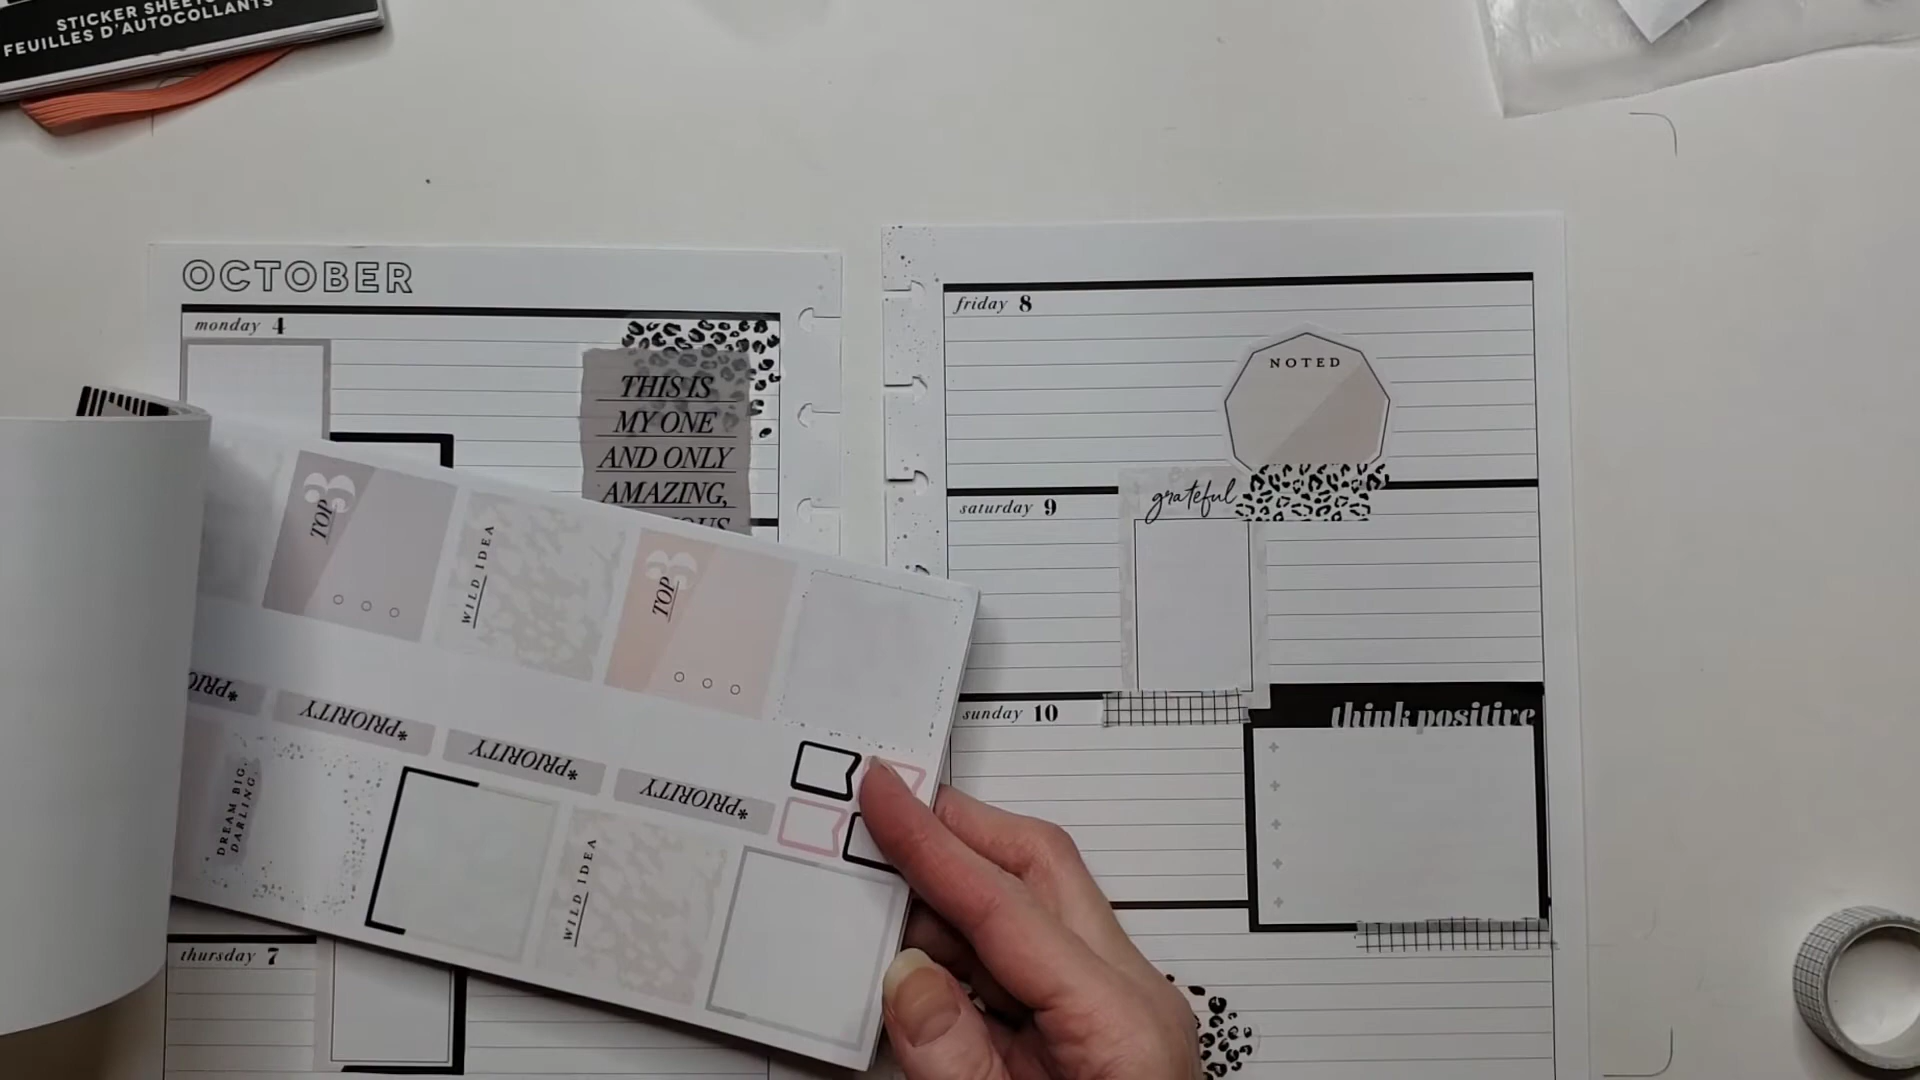 STICKER SHEETS
FEUILLES D'AUTOCOLLANTS
OCTOBER
monday 4
THIS IS
MY ONE
AND ONLY
AMAZING,
thursday 7
TOP
3
WILD IDEA
TOP
3
*PRIORITY
*PRIORITY
*PRIORITY
DREAM BIG,
DARLING.
WILD IDEA
friday 8
NOTED
saturday 9
grateful
sunday 10
think positive